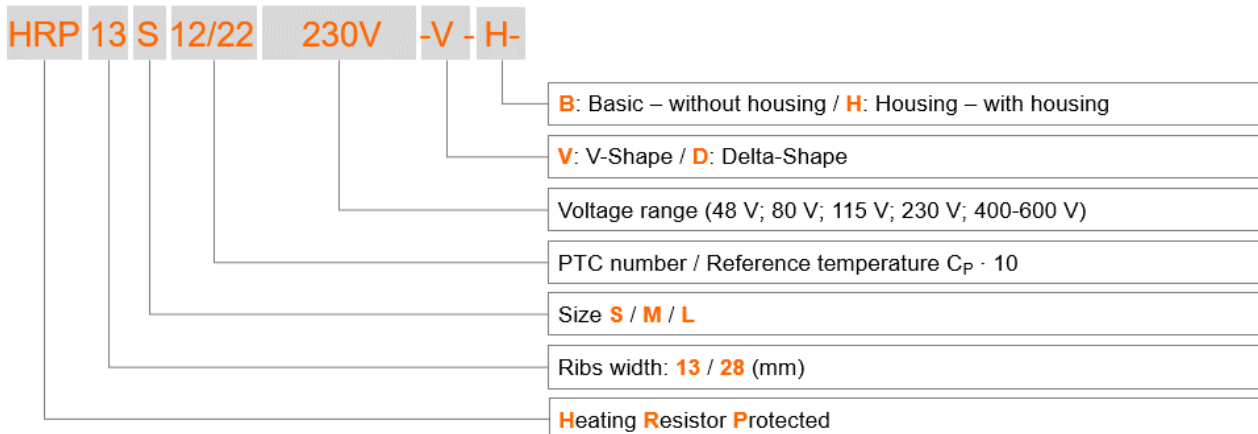 HRP 13 S 12/22 230V -V - H-
B: Basic – without housing / H: Housing – with housing
V: V-Shape / D: Delta-Shape
Voltage range (48 V; 80 V; 115 V; 230 V; 400-600 V)
PTC number / Reference temperature CP · 10
Size S / M / L
Ribs width: 13 / 28 (mm)
Heating Resistor Protected